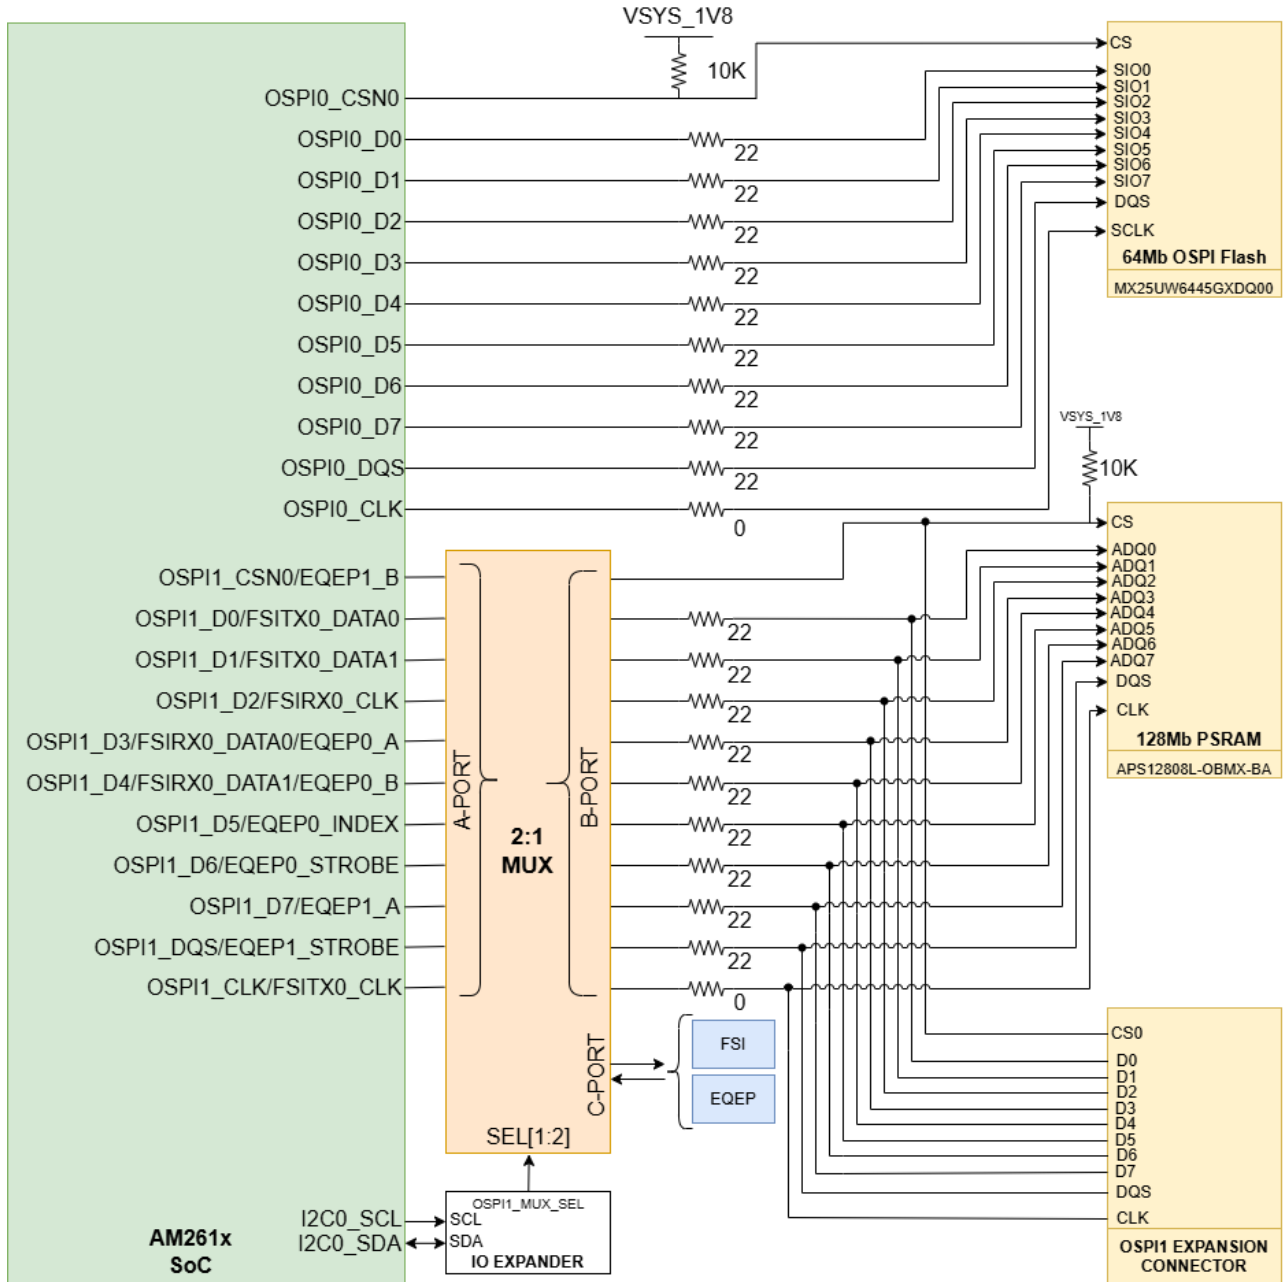 VSYS_1V8
10K
OSPI0_CSN0
OSPI0_D0
22
OSPI0_D1
22
OSPI0_D2
22
OSPI0_D3
22
OSPI0_D4
22
OSPI0_D5
22
OSPI0_D6
22
OSPI0_D7
22
OSPI0_DQS
22
OSPI0_CLK
0
CS
SIO0
SIO1
SIO2
SIO3
SIO4
SIO5
SIO6
SIO7
DQS
SCLK
64Mb OSPI Flash
MX25UW6445GXDQ00
VSYS_1V8
10K
OSPI1_CSN0/EQEP1_B
OSPI1_D0/FSITX0_DATA0
OSPI1_D1/FSITX0_DATA1
OSPI1_D2/FSIRX0_CLK
OSPI1_D3/FSIRX0_DATA0/EQEP0_A
OSPI1_D4/FSIRX0_DATA1/EQEP0_B
OSPI1_D5/EQEP0_INDEX
OSPI1_D6/EQEP0_STROBE
OSPI1_D7/EQEP1_A
OSPI1_DQS/EQEP1_STROBE
OSPI1_CLK/FSITX0_CLK
A-PORT
2:1
MUX
B-PORT
C-PORT
SEL[1:2]
22
22
22
22
22
22
22
22
22
0
CS
ADQ0
ADQ1
ADQ2
ADQ3
ADQ4
ADQ5
ADQ6
ADQ7
DQS
CLK
128Mb PSRAM
APS12808L-OBMX-BA
FSI
EQEP
CS0
D0
D1
D2
D3
D4
D5
D6
D7
DQS
CLK
OSPI1 EXPANSION
CONNECTOR
OSPI1_MUX_SEL
SCL
SDA
IO EXPANDER
I2C0_SCL
I2C0_SDA
AM261x
SoC